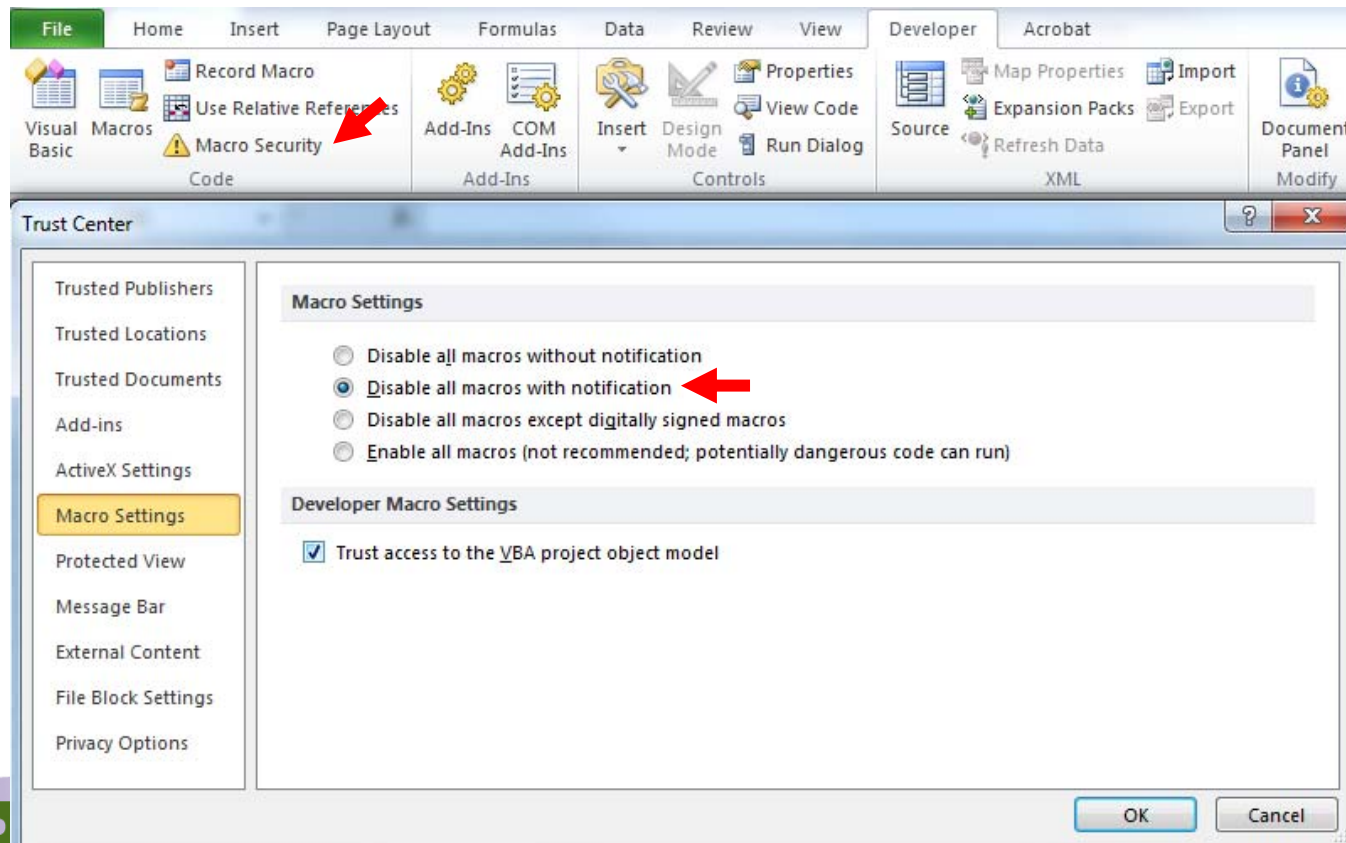 File Home Insert Page Layout Formulas Data Review View Developer Acrobat
Visual Basic
Macros
Record Macro
Use Relative References
Macro Security
Code
Add-Ins
COM Add-Ins
Add-Ins
Insert
Design Mode
Properties
View Code
Run Dialog
Controls
Source
Map Properties
Expansion Packs
Refresh Data
Import
Export
XML
Document Panel
Modify
Trust Center
Trusted Publishers
Trusted Locations
Trusted Documents
Add-ins
ActiveX Settings
Macro Settings
Protected View
Message Bar
External Content
File Block Settings
Privacy Options
Macro Settings
Disable all macros without notification
Disable all macros with notification
Disable all macros except digitally signed macros
Enable all macros (not recommended; potentially dangerous code can run)
Developer Macro Settings
Trust access to the VBA project object model
OK
Cancel